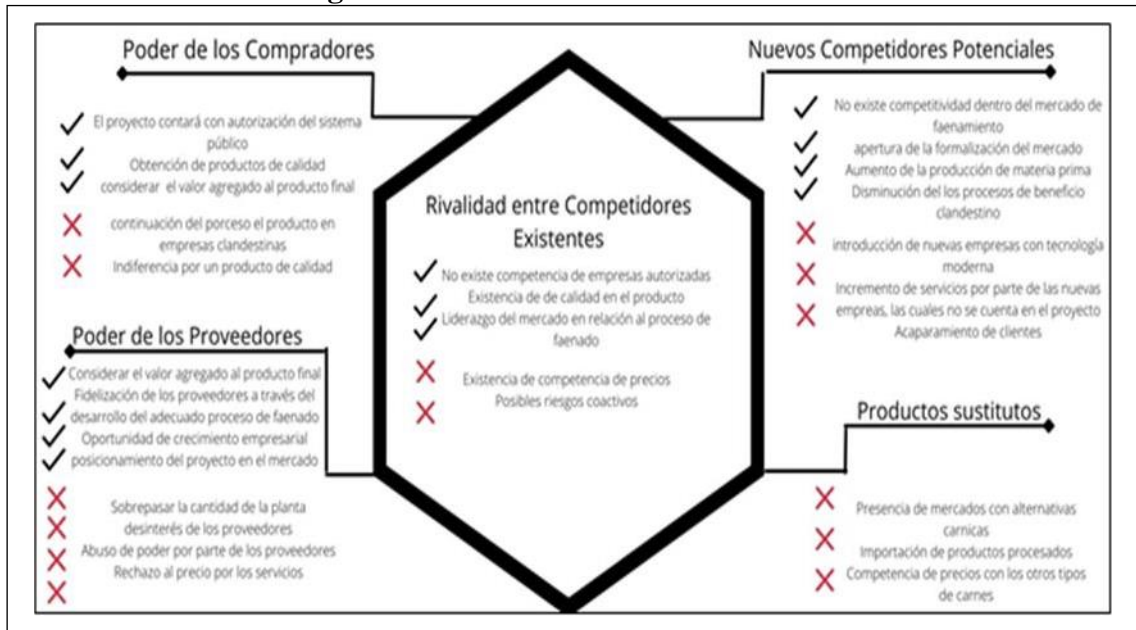 Poder de los Compradores
El proyecto contará con autorización del sistema
público
Obtención de productos de calidad
considerar el valor agregado al producto final
continuación del porceso el producto en
empresas clandestinas
Indiferencia por un producto de calidad
Nuevos Competidores Potenciales
No existe competitividad dentro del mercado de
faenamiento
apertura de la formalización del mercado
Aumento de la producción de materia prima
Disminución del los procesos de beneficio
clandestino
introducción de nuevas empresas con tecnología
moderna
Incremento de servicios por parte de las nuevas
empreas, las cuales no se cuenta en el proyecto
Acaparamiento de clientes
Rivalidad entre Competidores
Existentes
No existe competencia de empresas autorizadas
Existencia de de calidad en el producto
Liderazgo del mercado en relación al proceso de
faenado
Existencia de competencia de precios
Posibles riesgos coactivos
Poder de los Proveedores
Considerar el valor agregado al producto final
Fidelización de los proveedores a través del
desarrollo del adecuado proceso de faenado
Oportunidad de crecimiento empresarial
posicionamiento del proyecto en el mercado
Sobrepasar la cantidad de la planta
desinterés de los proveedores
Abuso de poder por parte de los proveedores
Rechazo al precio por los servicios
Productos sustitutos
Presencia de mercados con alternativas
carnicas
Importación de productos procesados
Competencia de precios con los otros tipos
de carnes